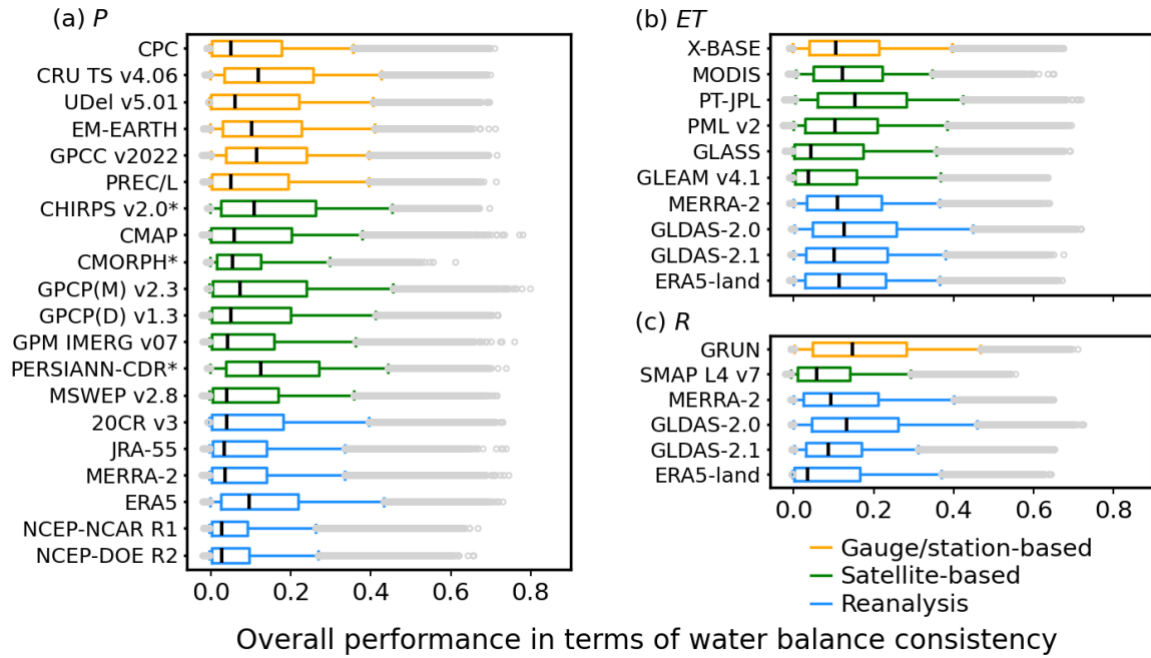 (a) P
CPC
CRU TS v4.06
UDel v5.01
EM-EARTH
GPCC v2022
PREC/L
CHIRPS v2.0*
CMAP
CMORPH*
GPCP(M) v2.3
GPCP(D) v1.3
GPM IMERG v07
PERSIANN-CDR*
MSWEP v2.8
20CR v3
JRA-55
MERRA-2
ERA5
NCEP-NCAR R1
NCEP-DOE R2
0.0 0.2 0.4 0.6 0.8
(b) ET
X-BASE
MODIS
PT-JPL
PML v2
GLASS
GLEAM v4.1
MERRA-2
GLDAS-2.0
GLDAS-2.1
ERA5-land
(c) R
GRUN
SMAP L4 v7
MERRA-2
GLDAS-2.0
GLDAS-2.1
ERA5-land
0.0 0.2 0.4 0.6 0.8
Gauge/station-based
Satellite-based
Reanalysis
Overall performance in terms of water balance consistency